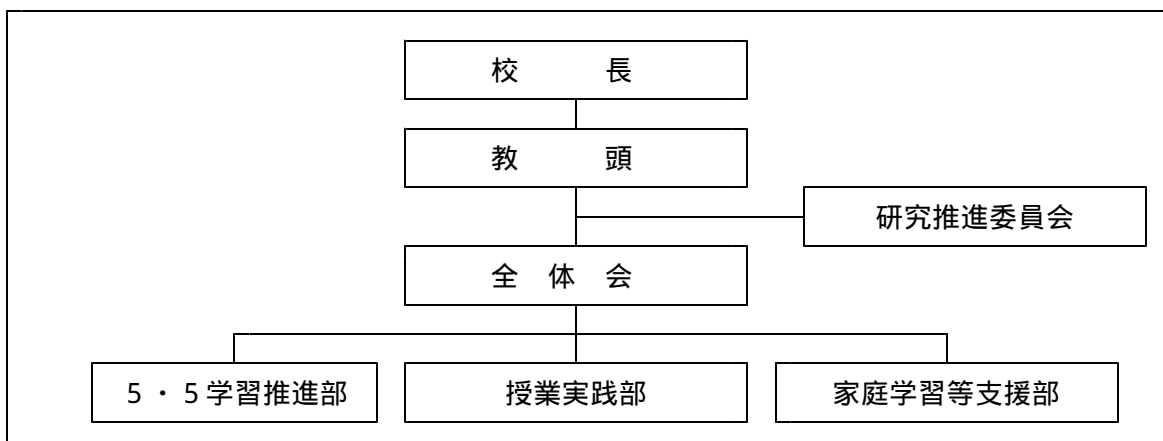 校　　長
教　　頭
研究推進委員会
全　体　会
５・５学習推進部
授業実践部
家庭学習等支援部